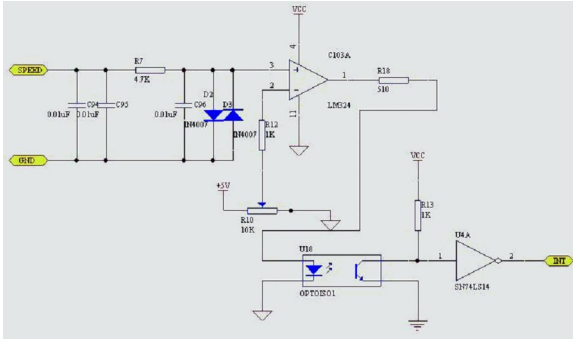 VCC
4
C103A
SPEED
R7
4.7K
3
+
1
R18
510
2
-
LM324
11
C94
0.01uF
C95
0.01uF
C96
0.01uF
D2
IN4007
D3
IN4007
R12
1K
GND
+5V
R10
10K
VCC
R13
1K
U18
OPTOISO1
U4A
1
2
SN74LS14
INT